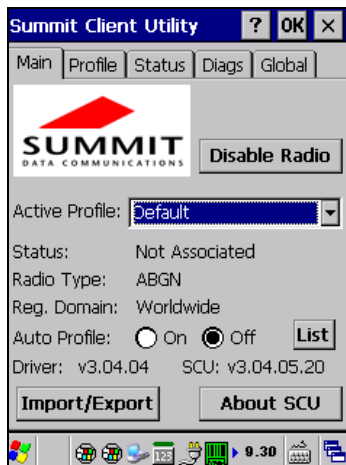 Summit Client Utility ? OK ×
Main Profile Status Diags Global
SUMMIT
DATA COMMUNICATIONS
Disable Radio
Active Profile: Default
Status: Not Associated
Radio Type: ABGN
Reg. Domain: Worldwide
Auto Profile: On Off List
Driver: v3.04.04 SCU: v3.04.05.20
Import/Export About SCU
123 9.30